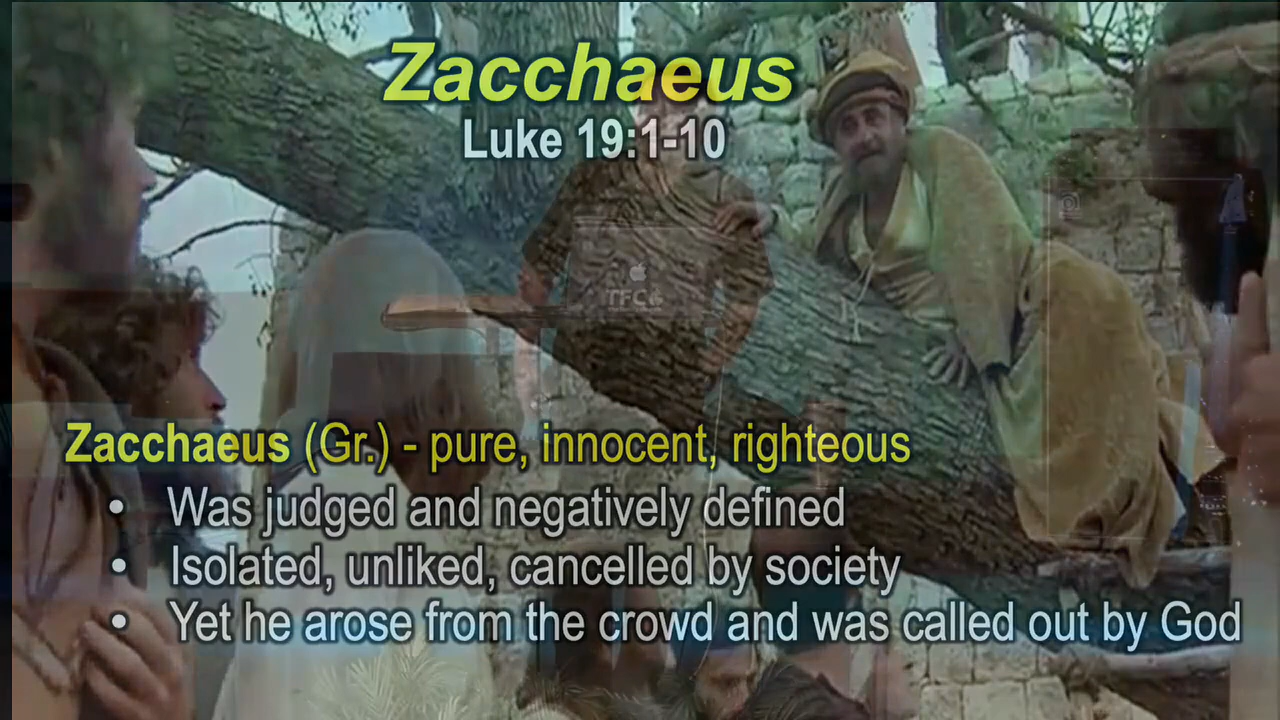 Zacchaeus
Luke 19:1-10
TFC
Zacchaeus (Gr.) - pure, innocent, righteous
• Was judged and negatively defined
• Isolated, unliked, cancelled by society
• Yet he arose from the crowd and was called out by God